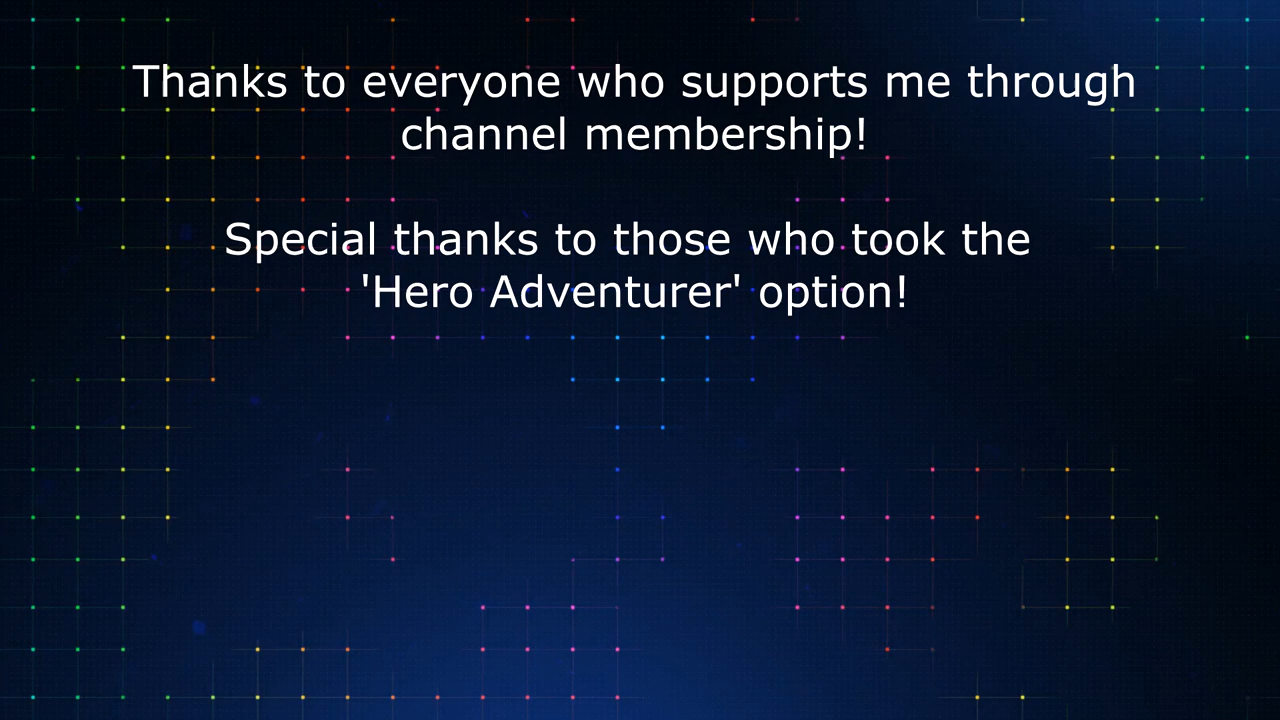 Thanks to everyone who supports me through
channel membership!
Special thanks to those who took the
'Hero Adventurer' option!